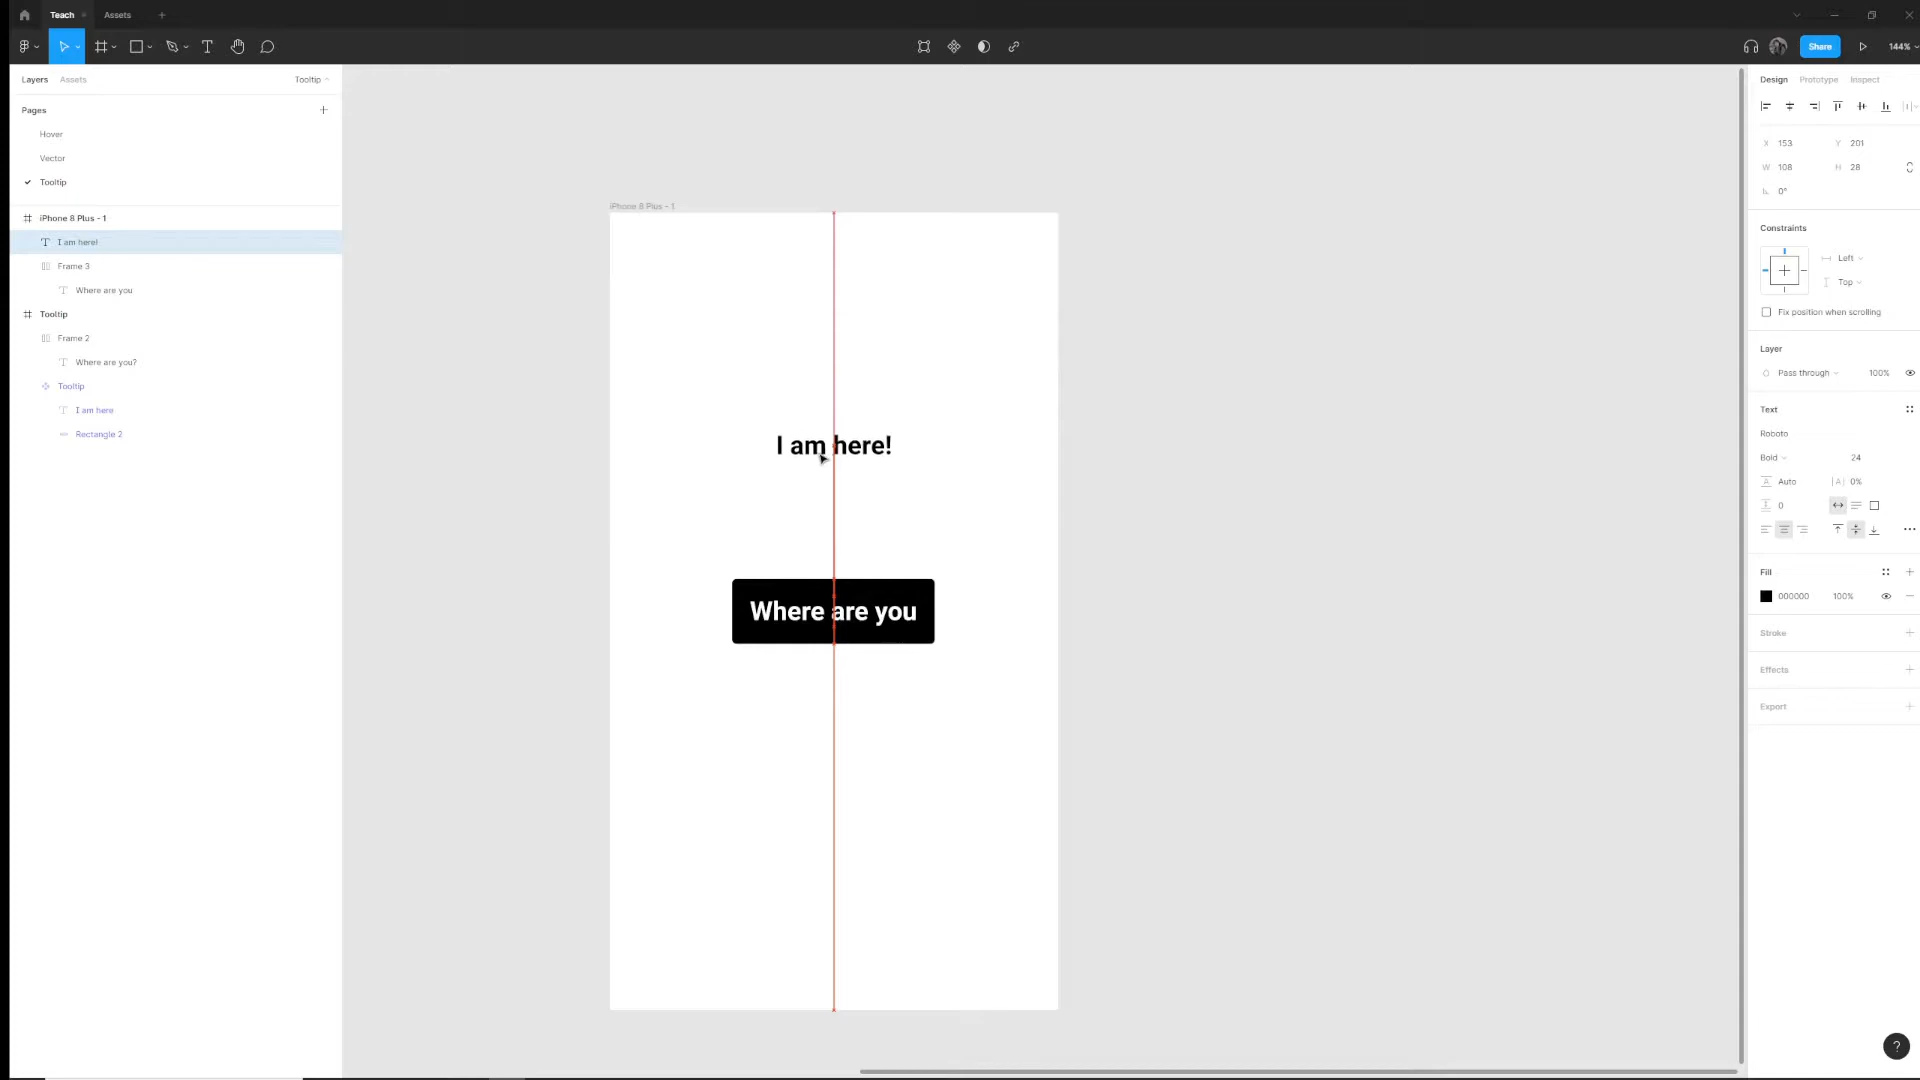 Teach
Assets
Share
144%
Layers
Assets
Tooltip
Pages
Hover
Vector
Tooltip
iPhone 8 Plus - 1
I am here!
Frame 3
Where are you
Tooltip
Frame 2
Where are you?
Tooltip
I am here
Rectangle 2
iPhone 8 Plus - 1
I am here!
Where are you
Design
Prototype
Inspect
X 153
Y 201
W 108
H 28
0°
Constraints
Left
Top
Fix position when scrolling
Layer
Pass through
100%
Text
Roboto
Bold
24
Auto
|A| 0%
0
Fill
000000
100%
Stroke
Effects
Export
?